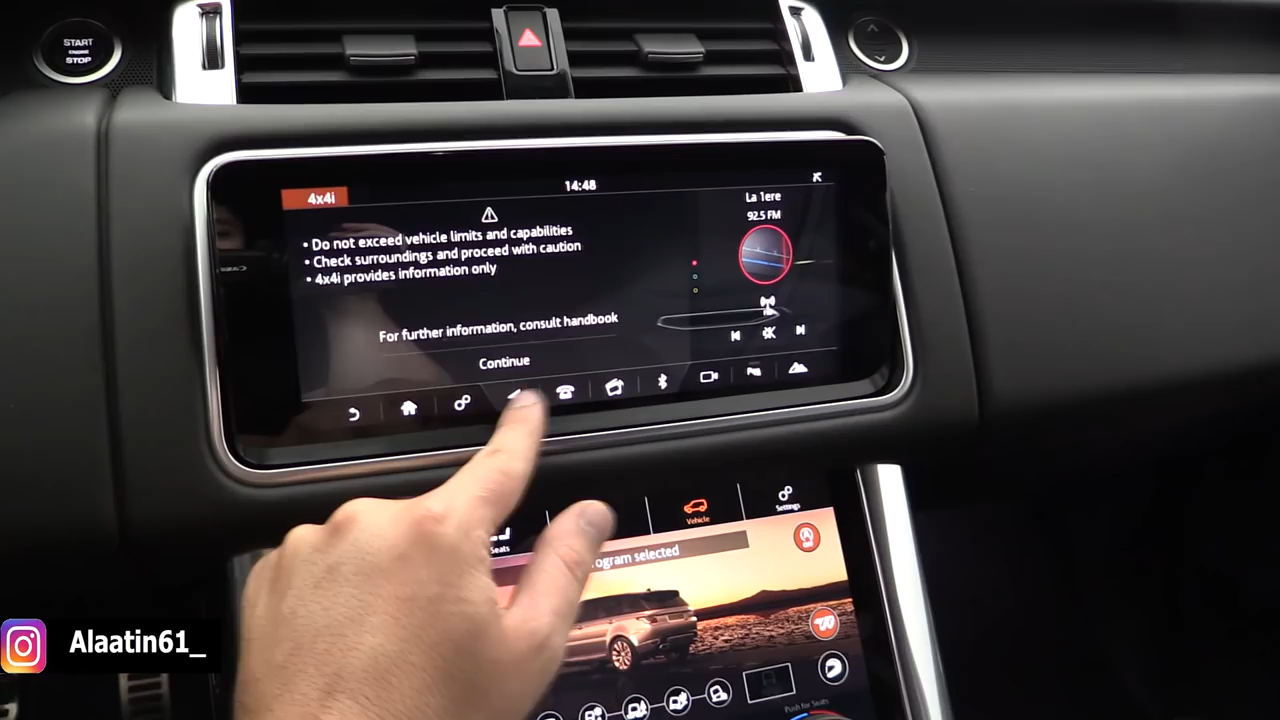 START
ENGINE
STOP
4x4i
14:48
La 1ere
92.5 FM
• Do not exceed vehicle limits and capabilities
• Check surroundings and proceed with caution
• 4x4i provides information only
For further information, consult handbook
Continue
Seats
Vehicle
Settings
ogram selected
OFF
Push for Seats
Alaatin61_